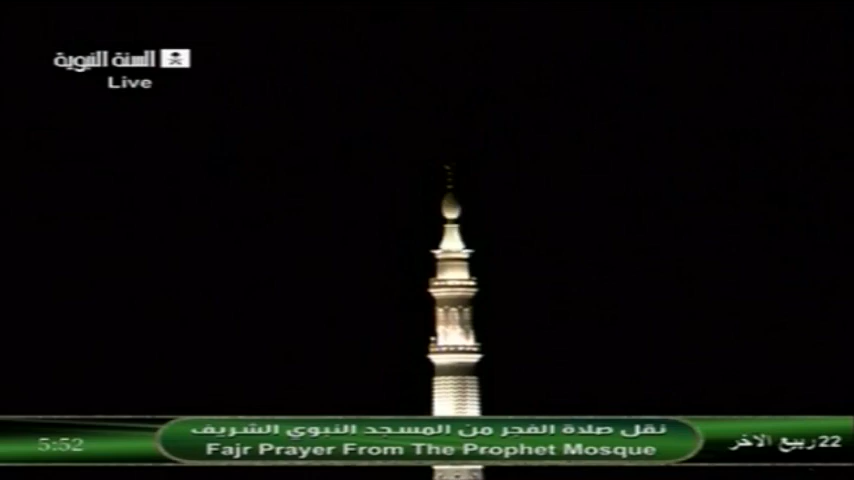 السنة النبوية
Live
نقل صلاة الفجر من المسجد النبوي الشريف
5:52
Fajr Prayer From The Prophet Mosque
22 ربيع الاخر